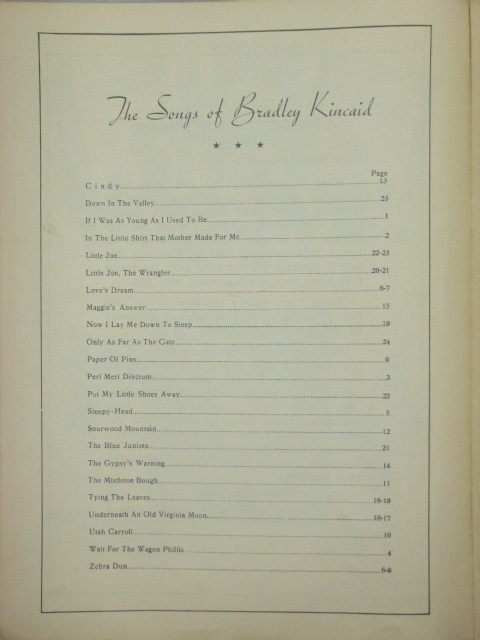 The Songs of Bradley Kincaid
★ ★ ★
Page
Cindy 13
Down In The Valley 23
If I Was As Young As I Used To Be 1
In The Little Shirt That Mother Made For Me 2
Little Joe 22-23
Little Joe, The Wrangler 20-21
Love's Dream 6-7
Maggie's Answer 15
Now I Lay Me Down To Sleep 19
Only As Far As The Gate 24
Paper Of Pins
Peri Meri Dinctum 3
Put My Little Shoes Away 22
Sleepy-Head 5
Sourwood Mountain 12
The Blue Juniata 21
The Gypsy's Warning 14
The Mistletoe Bough 11
Tying The Leaves 18-19
Underneath An Old Virginia Moon 16-17
Utah Carroll 10
Wait For The Wagon Phillis 4
Zebra Dun 8-9